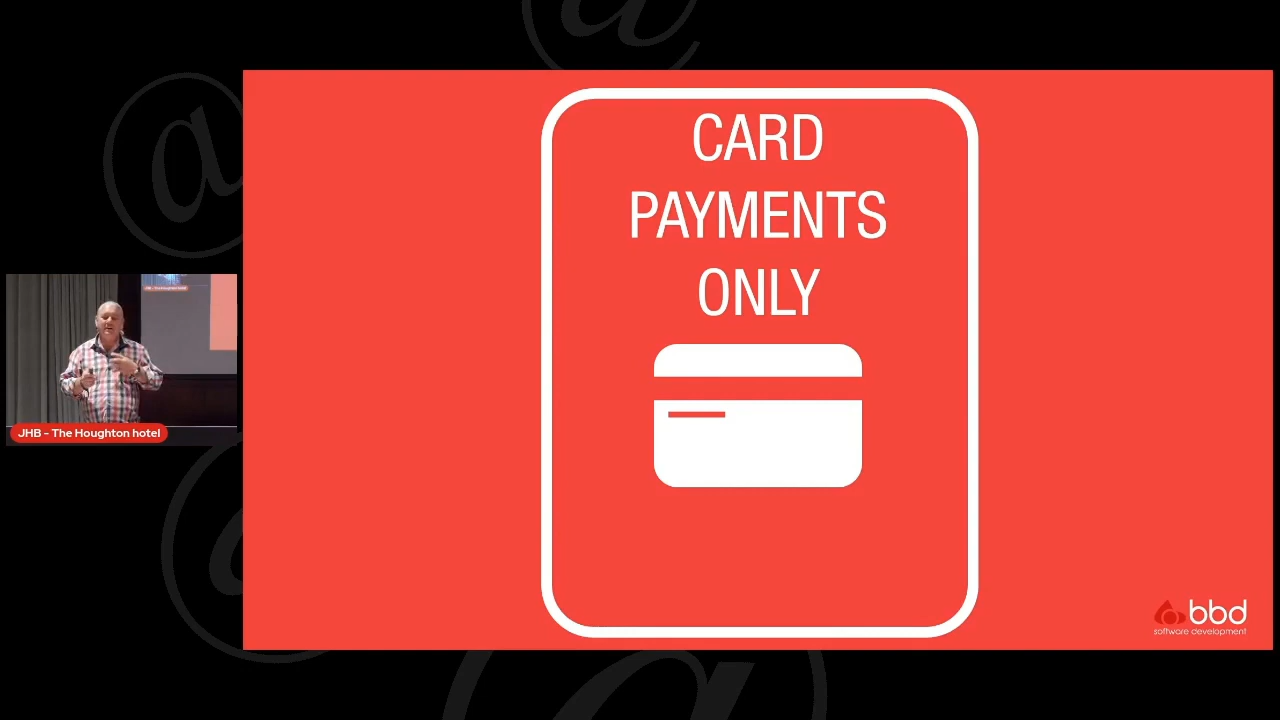 CARD
PAYMENTS
ONLY
JHB - The Houghton hotel
bbd
software development